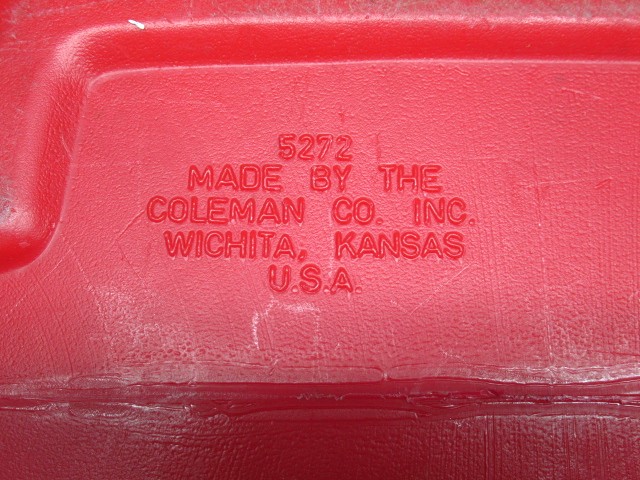 5272
MADE BY THE
COLEMAN CO. INC.
WICHITA, KANSAS
U.S.A.